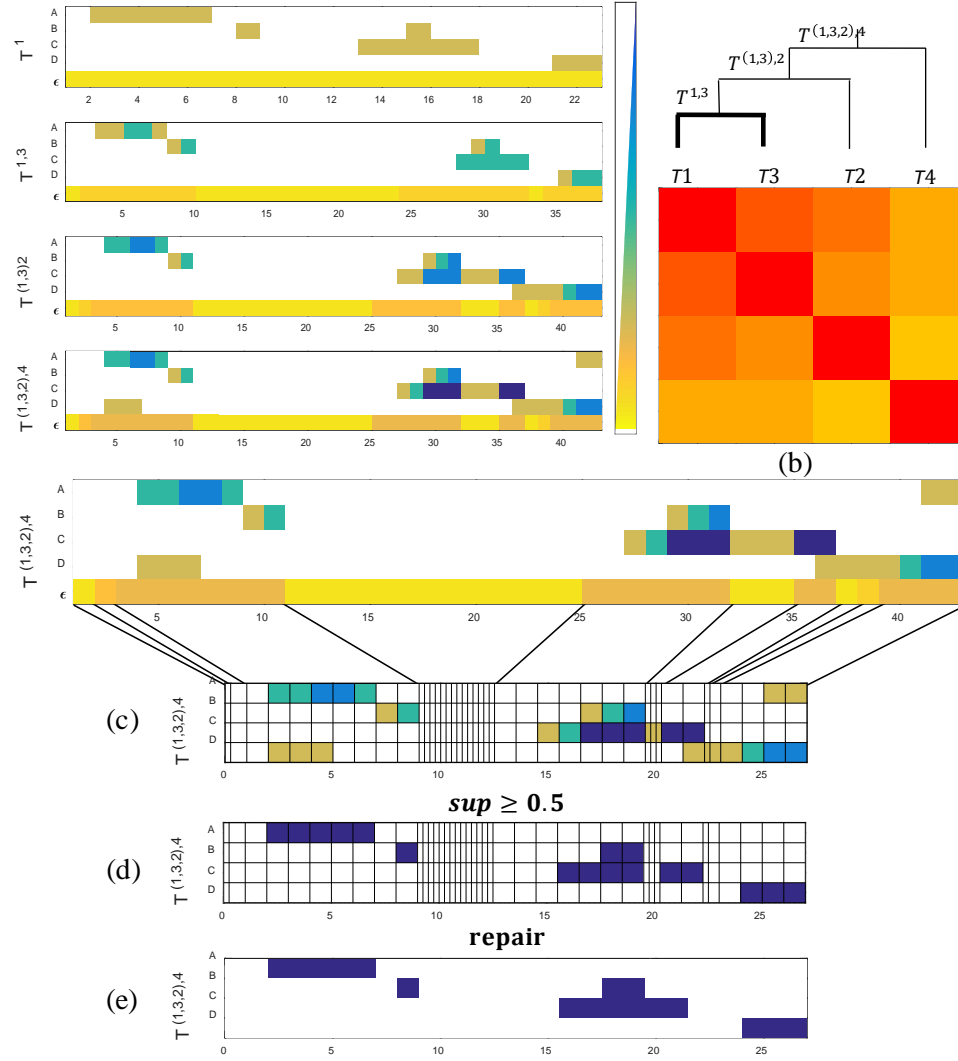 T^1
A
B
C
D
ϵ
2 4 6 8 10 12 14 16 18 20 22
T^1,3
A
B
C
D
ϵ
5 10 15 20 25 30 35
T^(1,3)2
A
B
C
D
ϵ
5 10 15 20 25 30 35 40
T^(1,3,2),4
A
B
C
D
ϵ
5 10 15 20 25 30 35 40
T^(1,3,2),4
T^(1,3),2
T^1,3
T1 T3 T2 T4
(b)
T^(1,3,2),4
A
B
C
D
ϵ
5 10 15 20 25 30 35 40
(c)
T^(1,3,2),4
A
B
C
D
0 5 10 15 20 25
sup ≥ 0.5
(d)
T^(1,3,2),4
A
B
C
D
0 5 10 15 20 25
repair
(e)
T^(1,3,2),4
A
B
C
D
0 5 10 15 20 25